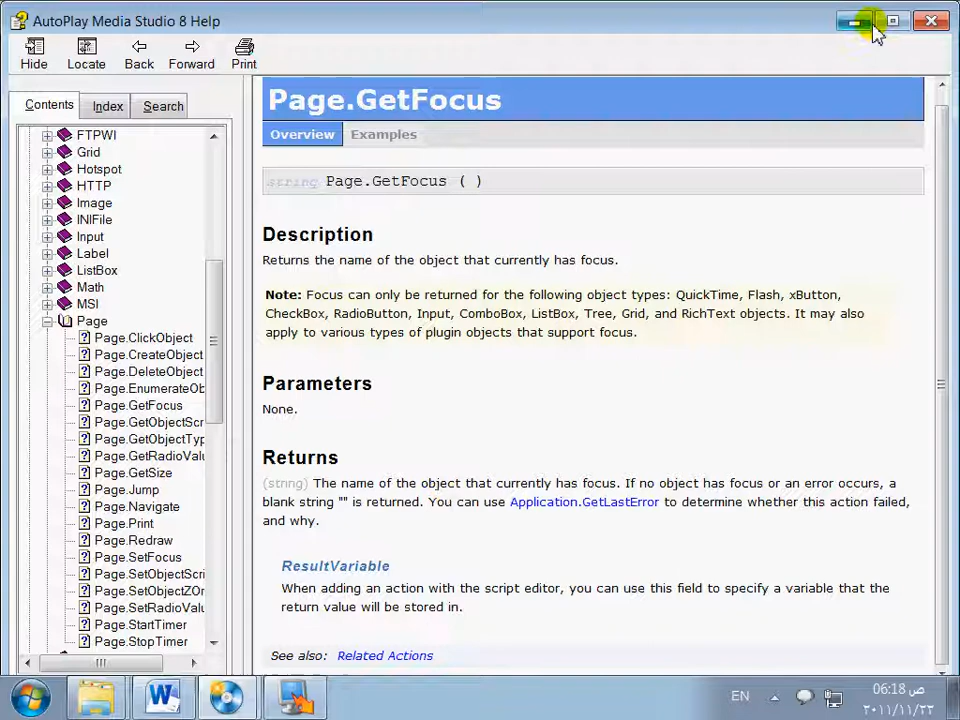 AutoPlay Media Studio 8 Help
Hide Locate Back Forward Print
Contents Index Search
FTPWI
Grid
Hotspot
HTTP
Image
INIFile
Input
Label
ListBox
Math
MSI
Page
Page.ClickObject
Page.CreateObject
Page.DeleteObject
Page.EnumerateOb
Page.GetFocus
Page.GetObjectScr
Page.GetObjectTyp
Page.GetRadioValu
Page.GetSize
Page.Jump
Page.Navigate
Page.Print
Page.Redraw
Page.SetFocus
Page.SetObjectScri
Page.SetObjectZOr
Page.SetRadioValu
Page.StartTimer
Page.StopTimer
Page.GetFocus
Overview Examples
string Page.GetFocus ( )
Description
Returns the name of the object that currently has focus.
Note: Focus can only be returned for the following object types: QuickTime, Flash, xButton,
CheckBox, RadioButton, Input, ComboBox, ListBox, Tree, Grid, and RichText objects. It may also
apply to various types of plugin objects that support focus.
Parameters
None.
Returns
(string) The name of the object that currently has focus. If no object has focus or an error occurs, a
blank string "" is returned. You can use Application.GetLastError to determine whether this action failed,
and why.
ResultVariable
When adding an action with the script editor, you can use this field to specify a variable that the
return value will be stored in.
See also: Related Actions
EN
06:18 ص
٢٠١١/١١/٢٢